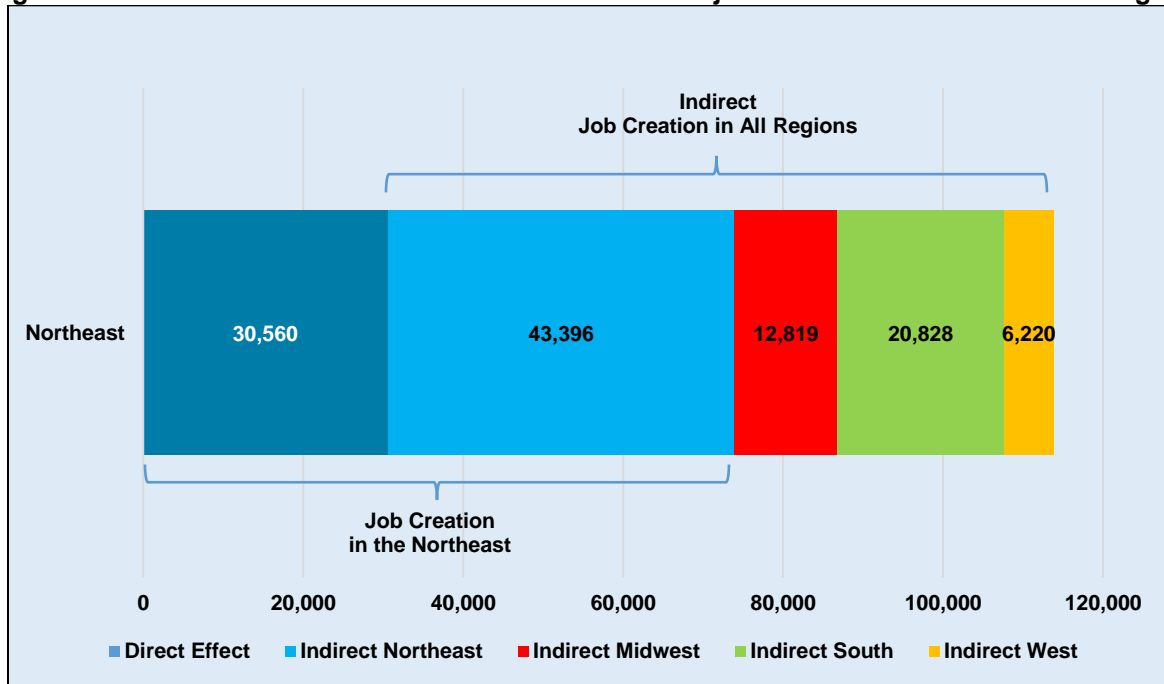 Indirect
Job Creation in All Regions
Northeast
30,560
43,396
12,819
20,828
6,220
Job Creation
in the Northeast
0
20,000
40,000
60,000
80,000
100,000
120,000
Direct Effect
Indirect Northeast
Indirect Midwest
Indirect South
Indirect West